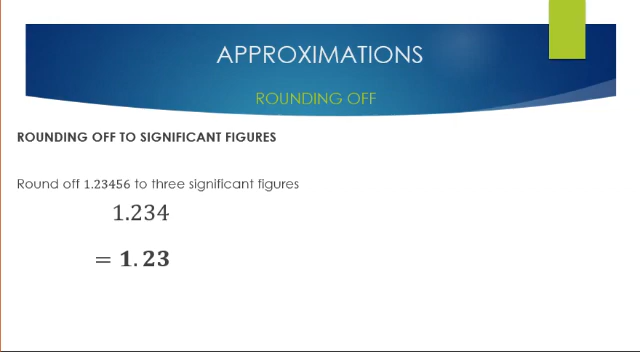 APPROXIMATIONS
ROUNDING OFF
ROUNDING OFF TO SIGNIFICANT FIGURES
Round off 1.23456 to three significant figures
1.234
= 1.23